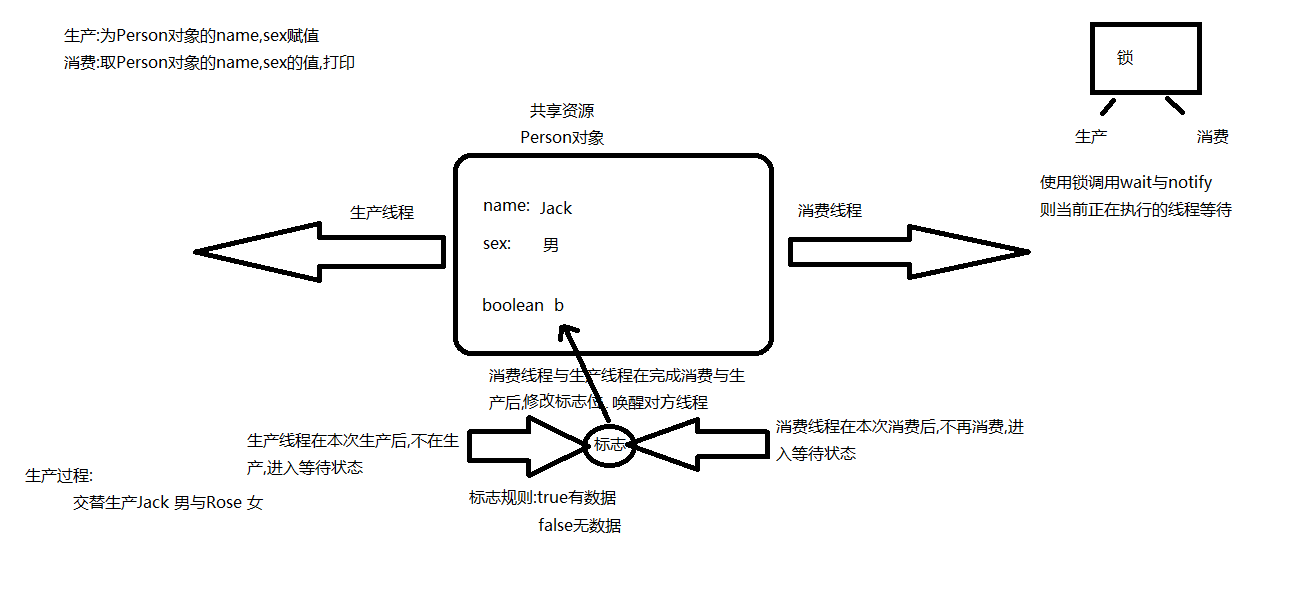 生产:为Person对象的name,sex赋值
消费:取Person对象的name,sex的值,打印
锁
生产 消费
使用锁调用wait与notify
则当前正在执行的线程等待
共享资源
Person对象
name: Jack
sex: 男
boolean b
生产线程
消费线程
消费线程与生产线程在完成消费与生
产后,修改标志位 唤醒对方线程
生产线程在本次生产后,不在生
产,进入等待状态
标志
消费线程在本次消费后,不再消费,进
入等待状态
标志规则:true有数据
false无数据
生产过程:
交替生产Jack 男与Rose 女